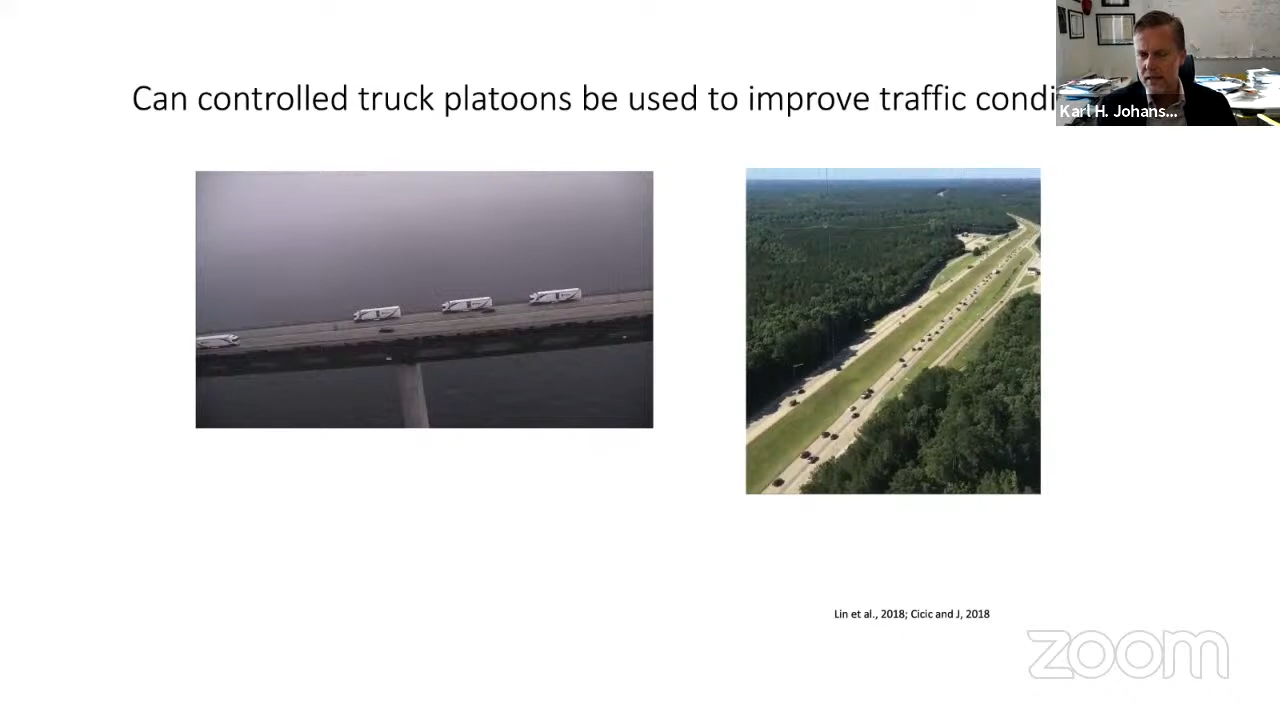 Can controlled truck platoons be used to improve traffic condi
Karl H. Johans...
Lin et al., 2018; Cicic and J, 2018
zoom